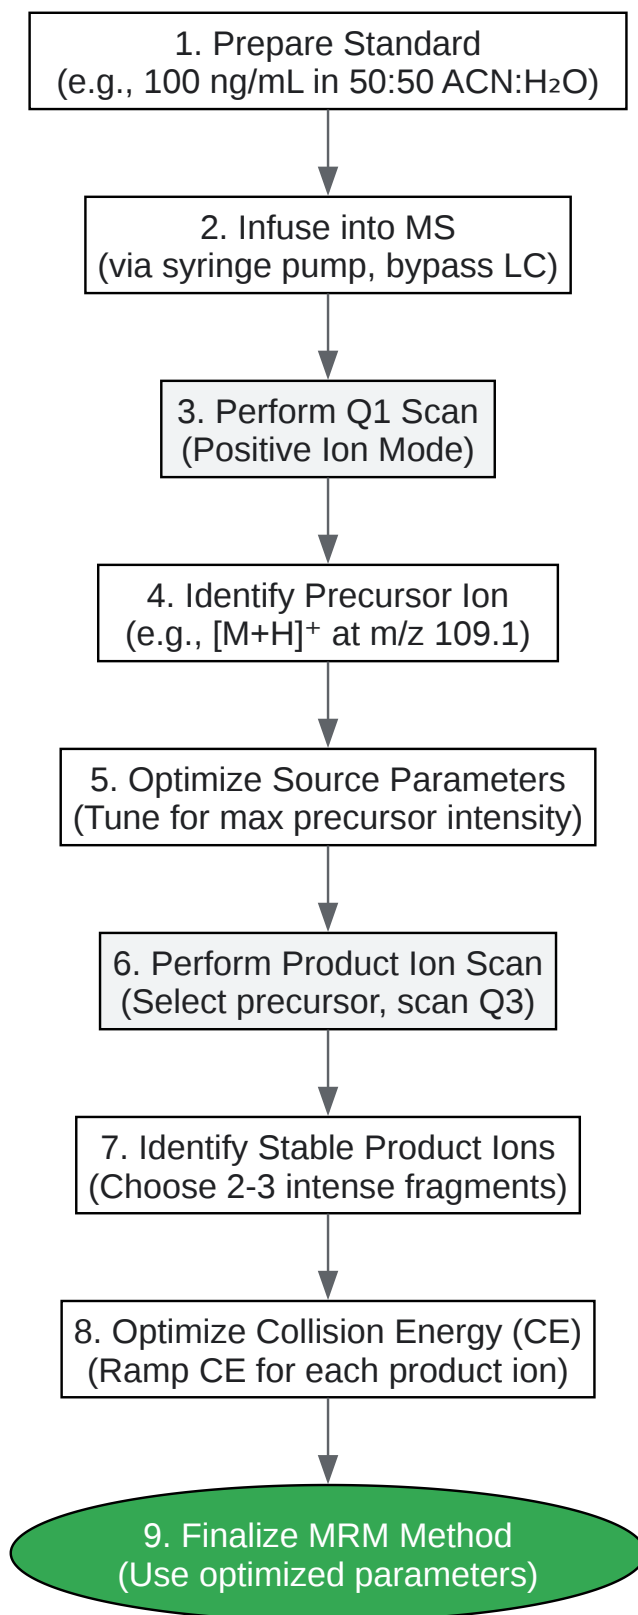 1. Prepare Standard
(e.g., 100 ng/mL in 50:50 ACN:H₂O)
2. Infuse into MS
(via syringe pump, bypass LC)
3. Perform Q1 Scan
(Positive Ion Mode)
4. Identify Precursor Ion
(e.g., [M+H]⁺ at m/z 109.1)
5. Optimize Source Parameters
(Tune for max precursor intensity)
6. Perform Product Ion Scan
(Select precursor, scan Q3)
7. Identify Stable Product Ions
(Choose 2-3 intense fragments)
8. Optimize Collision Energy (CE)
(Ramp CE for each product ion)
9. Finalize MRM Method
(Use optimized parameters)